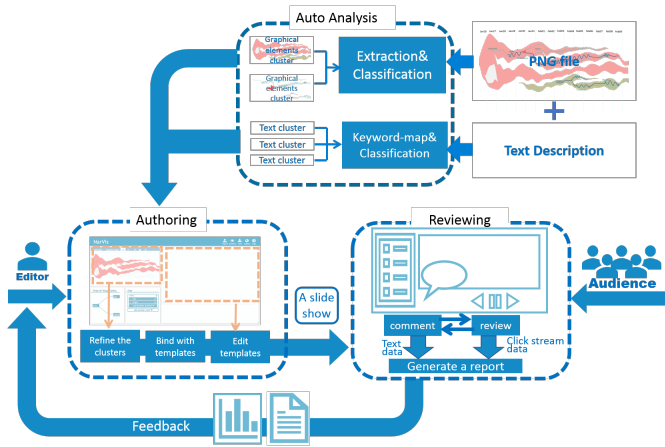 Auto Analysis
Graphical
elements
cluster
Extraction&
Classification
PNG file
Graphical
elements
cluster
+
Text cluster
Text cluster
Text cluster
Keyword-map&
Classification
Text Description
Authoring
Reviewing
NarVis
Editor
Audience
A slide
show
comment
review
Refine the
clusters
Bind with
templates
Edit
templates
Text
data
Click stream
data
Generate a report
Feedback